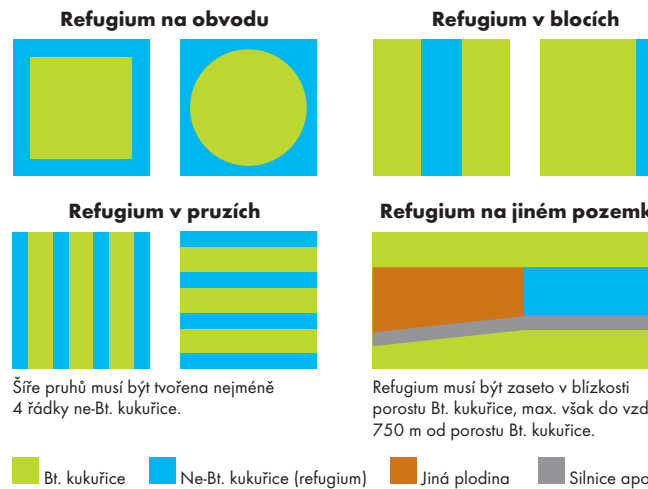 Refugium na obvodu
Refugium v blocích
Refugium v pruzích
Refugium na jiném pozemk
Šíře pruhů musí být tvořena nejméně
4 řádky ne-Bt. kukuřice.
Refugium musí být zaseto v blízkosti
porostu Bt. kukuřice, max. však do vzd
750 m od porostu Bt. kukuřice.
Bt. kukuřice
Ne-Bt. kukuřice (refugium)
Jiná plodina
Silnice apo